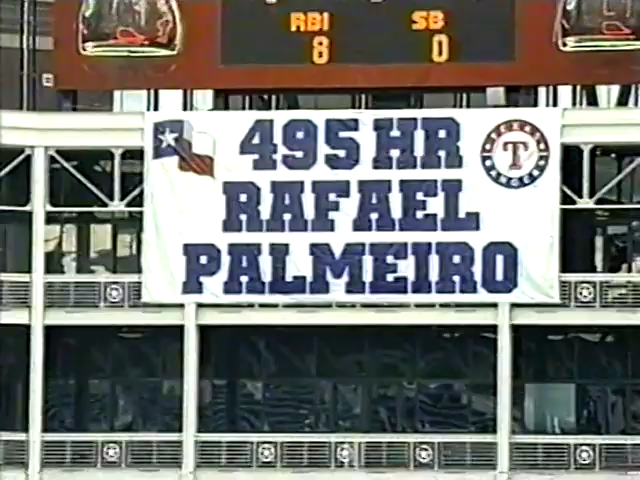 RBI SB
8 0
495 HR
RAFAEL
PALMEIRO
TEXAS
T
RANGERS